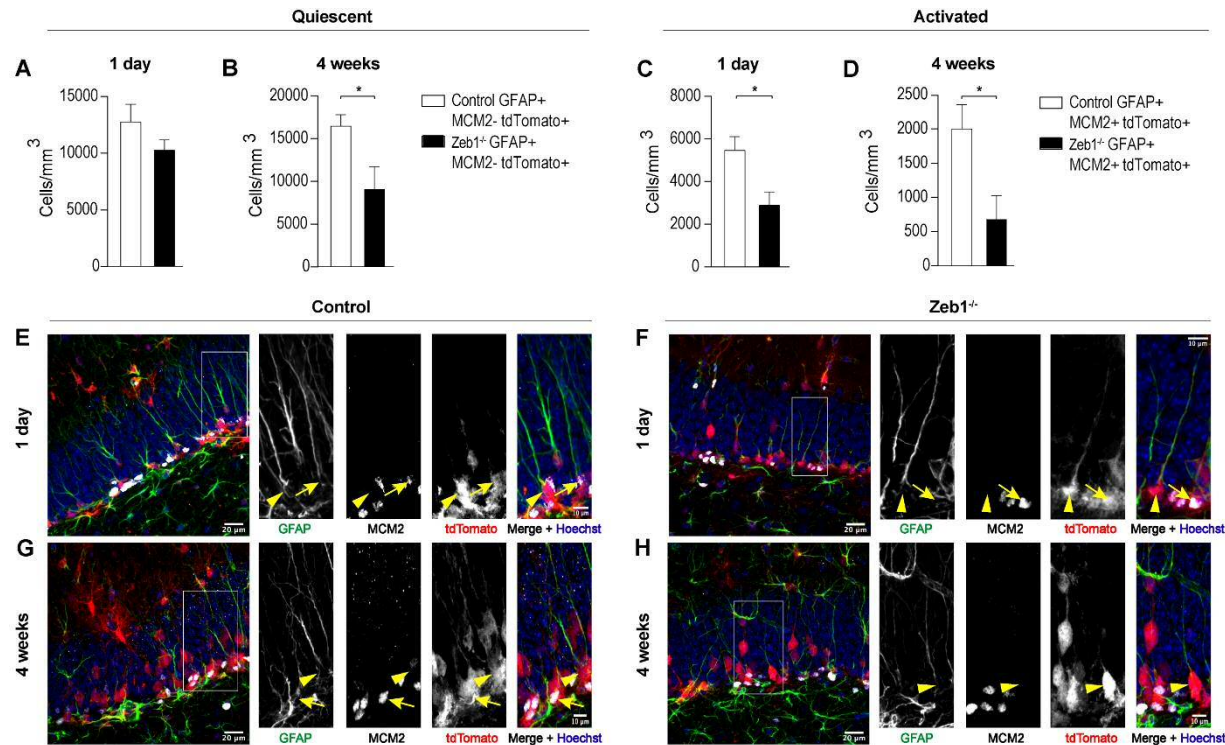 Quiescent
Activated
A
1 day
Cells/mm 3
15000
10000
5000
0
B
4 weeks
*
Cells/mm 3
20000
15000
10000
5000
0
Control GFAP+
MCM2- tdTomato+
Zeb1-/- GFAP+
MCM2- tdTomato+
C
1 day
*
Cells/mm 3
8000
6000
4000
2000
0
D
4 weeks
*
Cells/mm 3
2500
2000
1500
1000
500
0
Control GFAP+
MCM2+ tdTomato+
Zeb1-/- GFAP+
MCM2+ tdTomato+
Control
Zeb1-/-
E
1 day
20 µm
10 µm
GFAP MCM2 tdTomato Merge + Hoechst
F
1 day
20 µm
10 µm
GFAP MCM2 tdTomato Merge + Hoechst
G
4 weeks
20 µm
10 µm
GFAP MCM2 tdTomato Merge + Hoechst
H
4 weeks
20 µm
10 µm
GFAP MCM2 tdTomato Merge + Hoechst